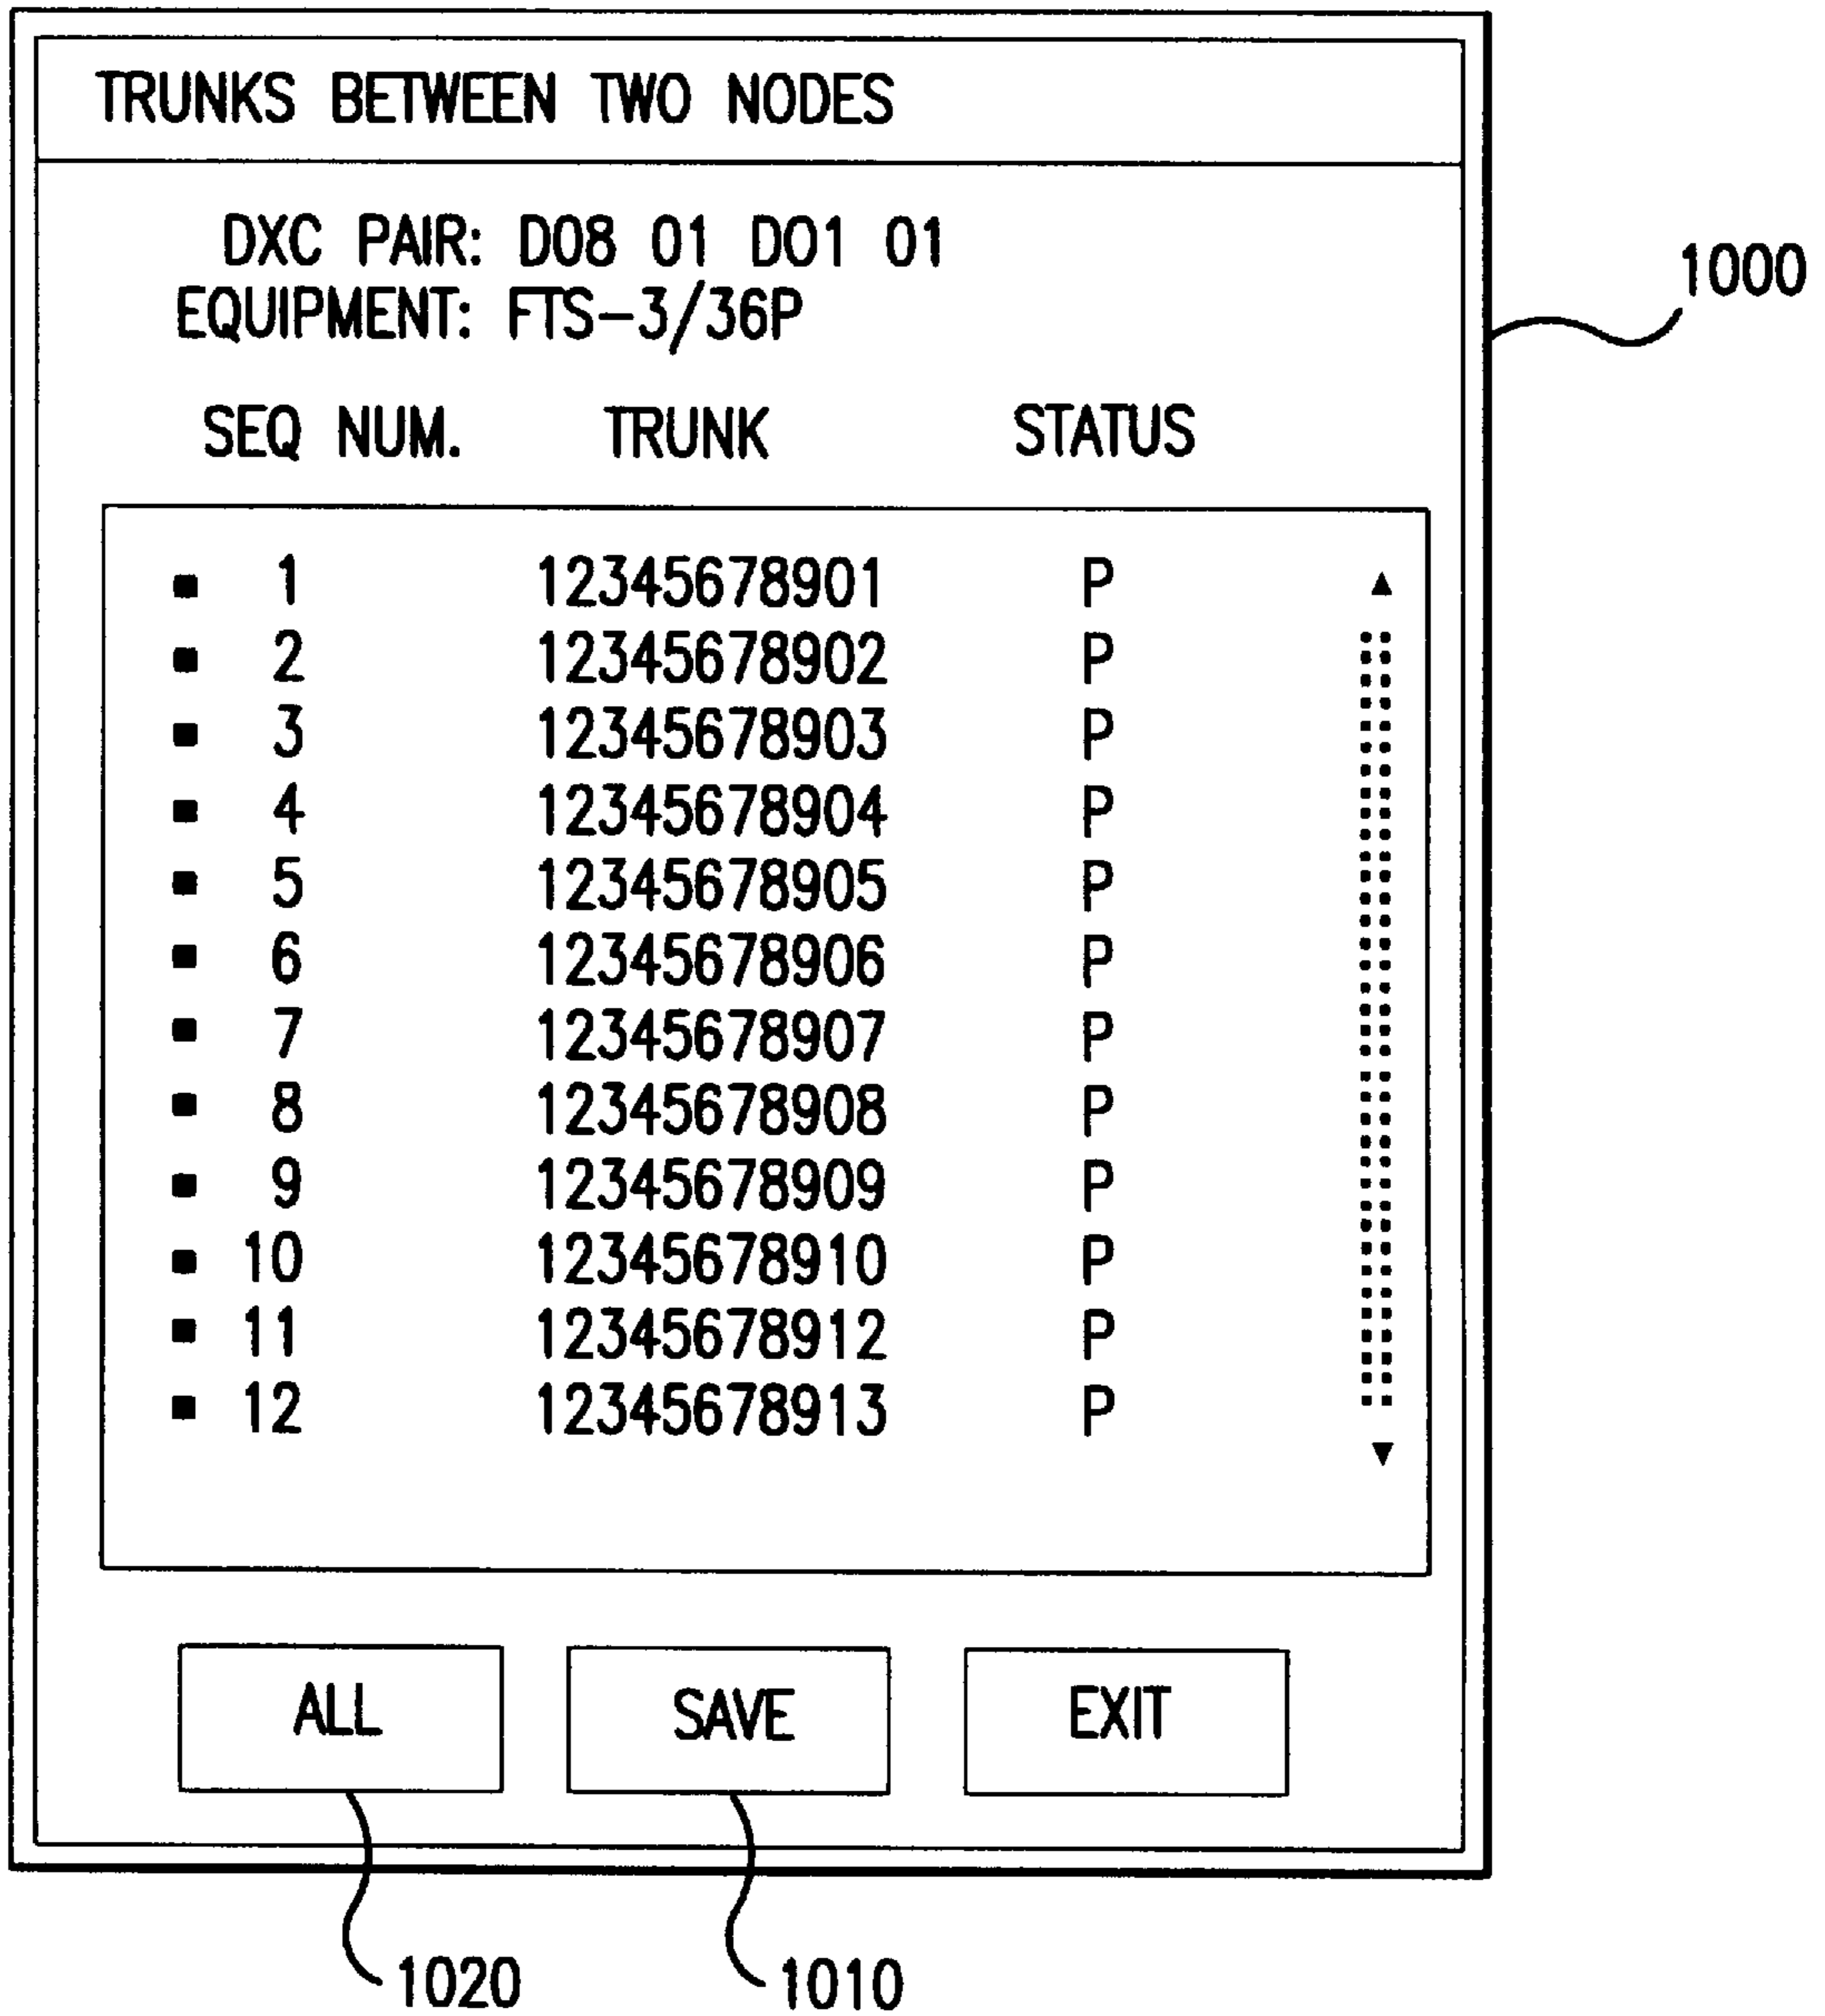 TRUNKS BETWEEN TWO NODES
DXC PAIR: D08 01 D01 01
EQUIPMENT: FTS-3/36P
1000
SEQ NUM. TRUNK STATUS
1 12345678901 P
2 12345678902 P
3 12345678903 P
4 12345678904 P
5 12345678905 P
6 12345678906 P
7 12345678907 P
8 12345678908 P
9 12345678909 P
10 12345678910 P
11 12345678912 P
12 12345678913 P
ALL SAVE EXIT
1020 1010